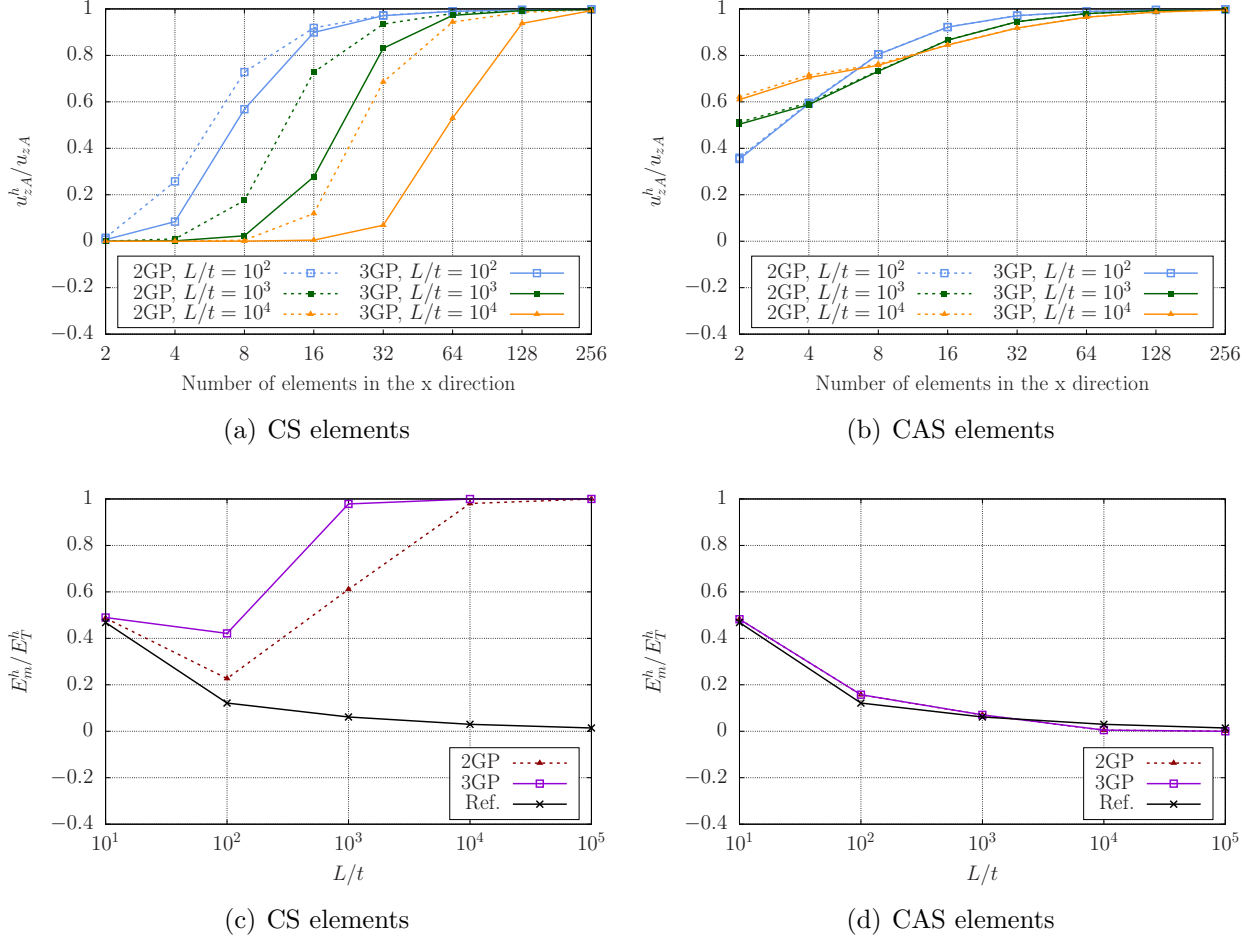 1
0.8
0.6
0.4
0.2
0
−0.2
−0.4
u^h_{zA}/u_{zA}
2GP, L/t = 10^2
2GP, L/t = 10^3
2GP, L/t = 10^4
3GP, L/t = 10^2
3GP, L/t = 10^3
3GP, L/t = 10^4
2 4 8 16 32 64 128 256
Number of elements in the x direction
(a) CS elements
1
0.8
0.6
0.4
0.2
0
−0.2
−0.4
u^h_{zA}/u_{zA}
2GP, L/t = 10^2
2GP, L/t = 10^3
2GP, L/t = 10^4
3GP, L/t = 10^2
3GP, L/t = 10^3
3GP, L/t = 10^4
2 4 8 16 32 64 128 256
Number of elements in the x direction
(b) CAS elements
1
0.8
0.6
0.4
0.2
0
−0.2
−0.4
E^h_m/E^h_T
2GP
3GP
Ref.
10^1 10^2 10^3 10^4 10^5
L/t
(c) CS elements
1
0.8
0.6
0.4
0.2
0
−0.2
−0.4
E^h_m/E^h_T
2GP
3GP
Ref.
10^1 10^2 10^3 10^4 10^5
L/t
(d) CAS elements